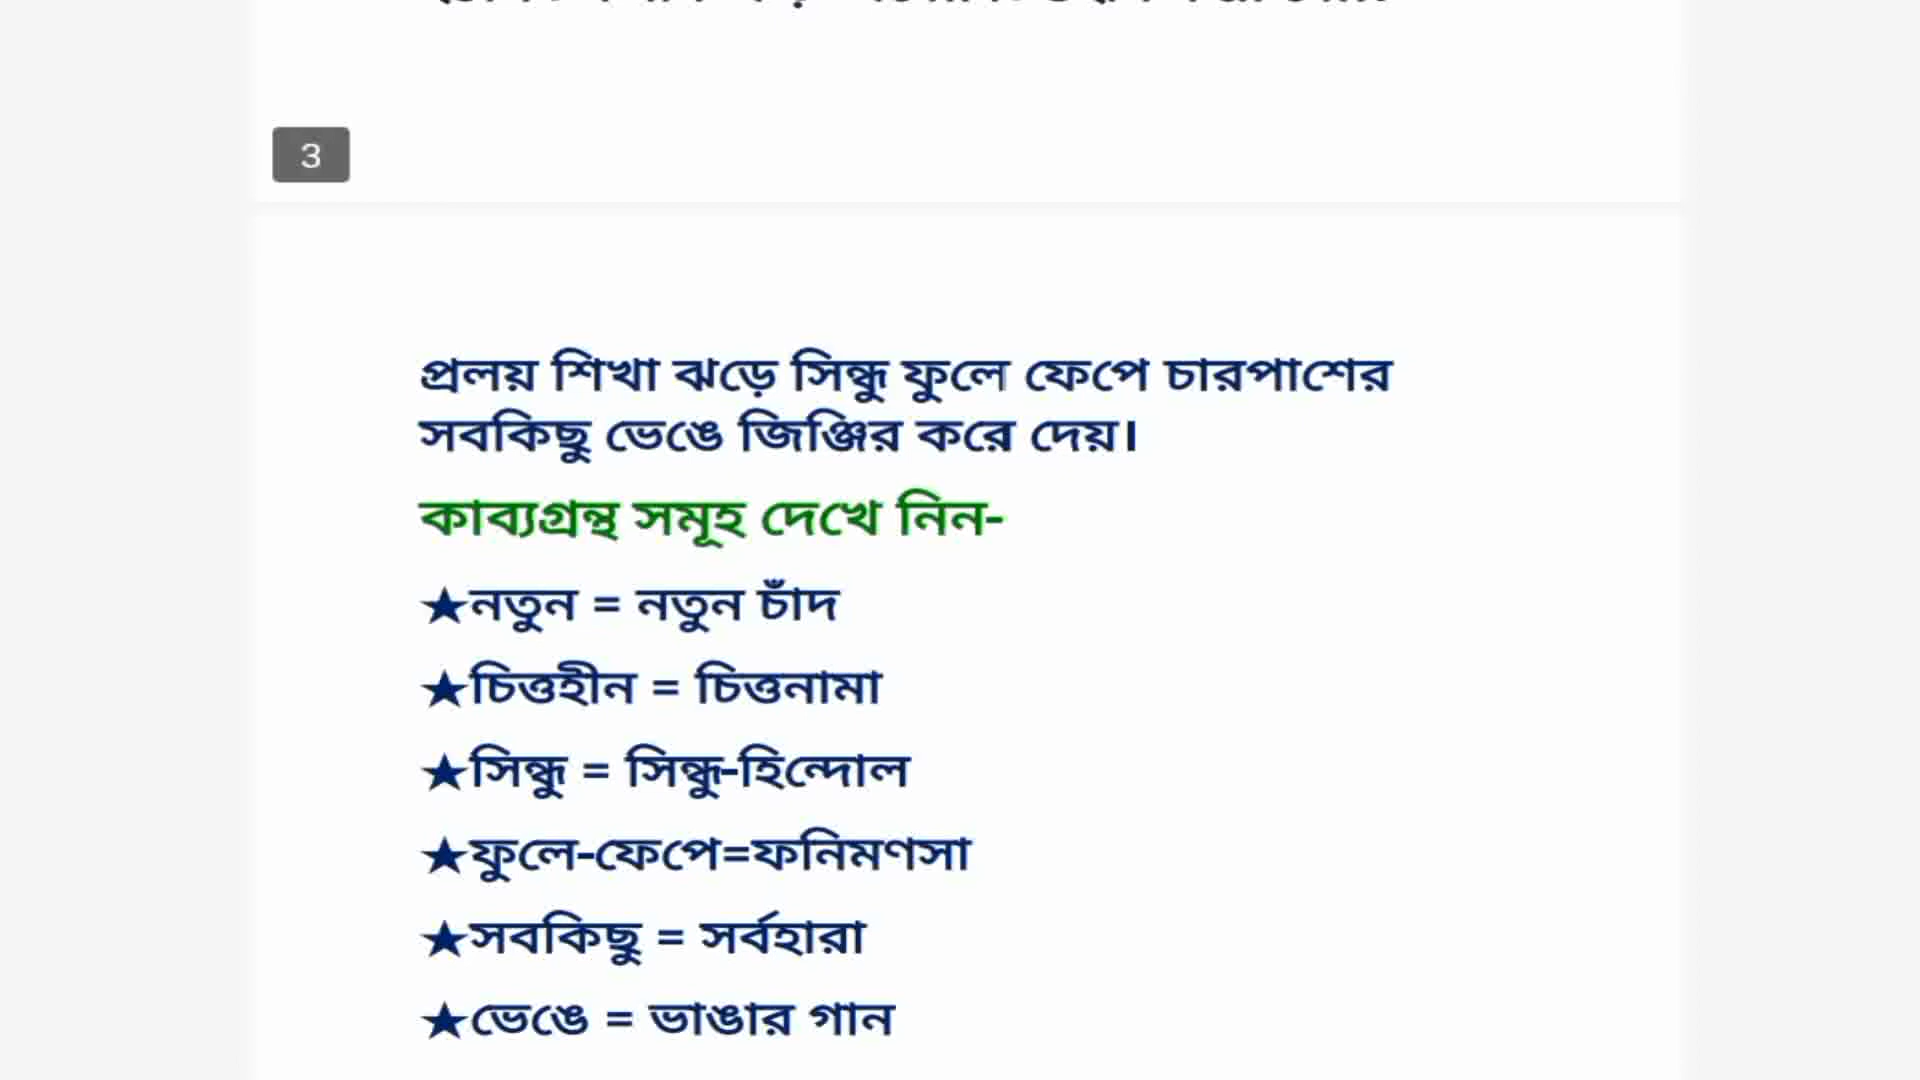 3
প্রলয় শিখা ঝড়ে সিন্ধু ফুলে ফেপে চারপাশের
সবকিছু ভেঙে জিঞ্জির করে দেয়।
কাব্যগ্রন্থ সমূহ দেখে নিন-
★নতুন = নতুন চাঁদ
★চিত্তহীন = চিত্তনামা
★সিন্ধু = সিন্ধু-হিন্দোল
★ফুলে-ফেপে=ফনিমণসা
★সবকিছু = সর্বহারা
★ভেঙে = ভাঙার গান